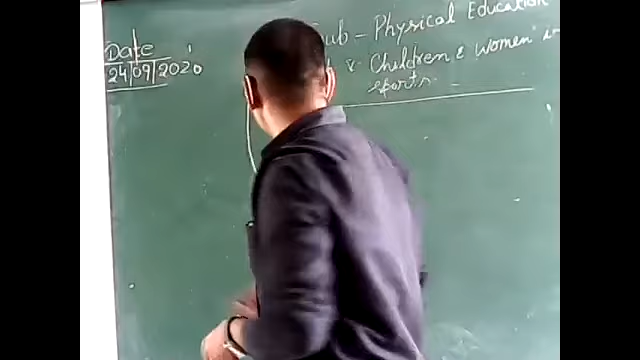 Date
24/09/2020
Sub - Physical Education
& Children & Women in
sports.